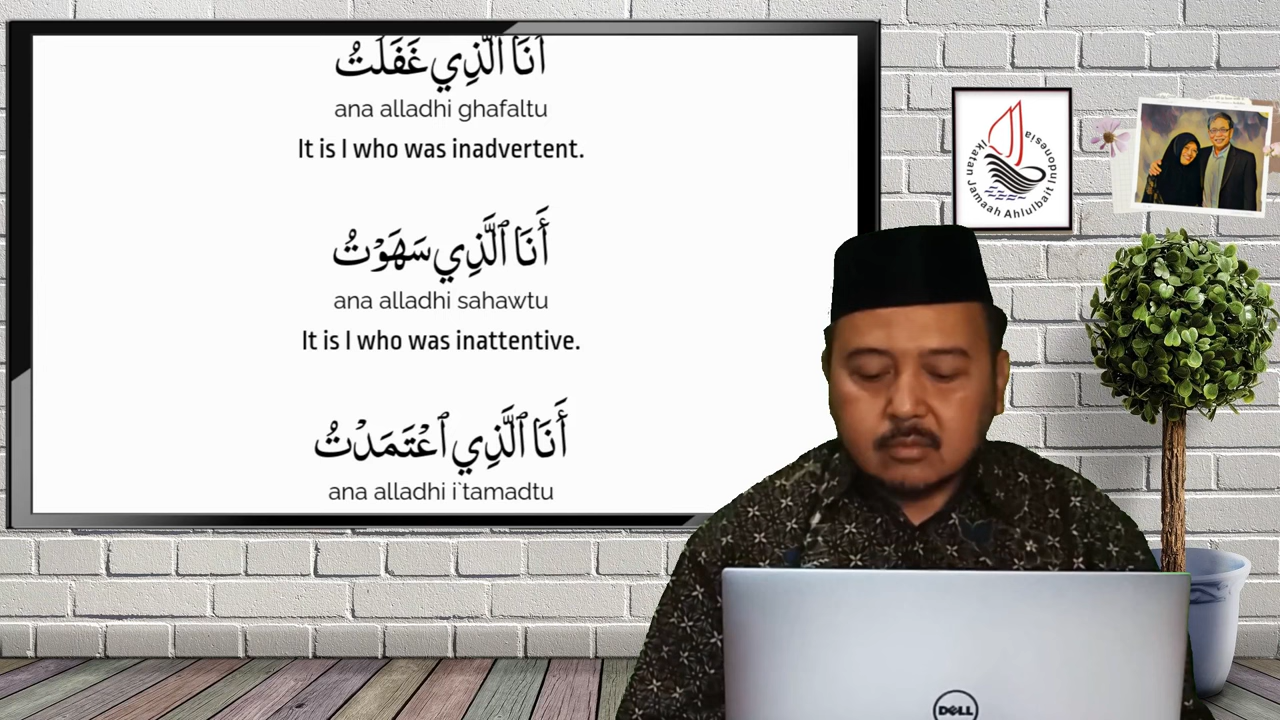 أَنَا ٱلَّذِي غَفَلْتُ
ana alladhi ghafaltu
It is I who was inadvertent.
أَنَا ٱلَّذِي سَهَوْتُ
ana alladhi sahawtu
It is I who was inattentive.
أَنَا ٱلَّذِي ٱعْتَمَدْتُ
ana alladhi i`tamadtu
Ikatan Jamaah Ahlulbait Indonesia
DELL